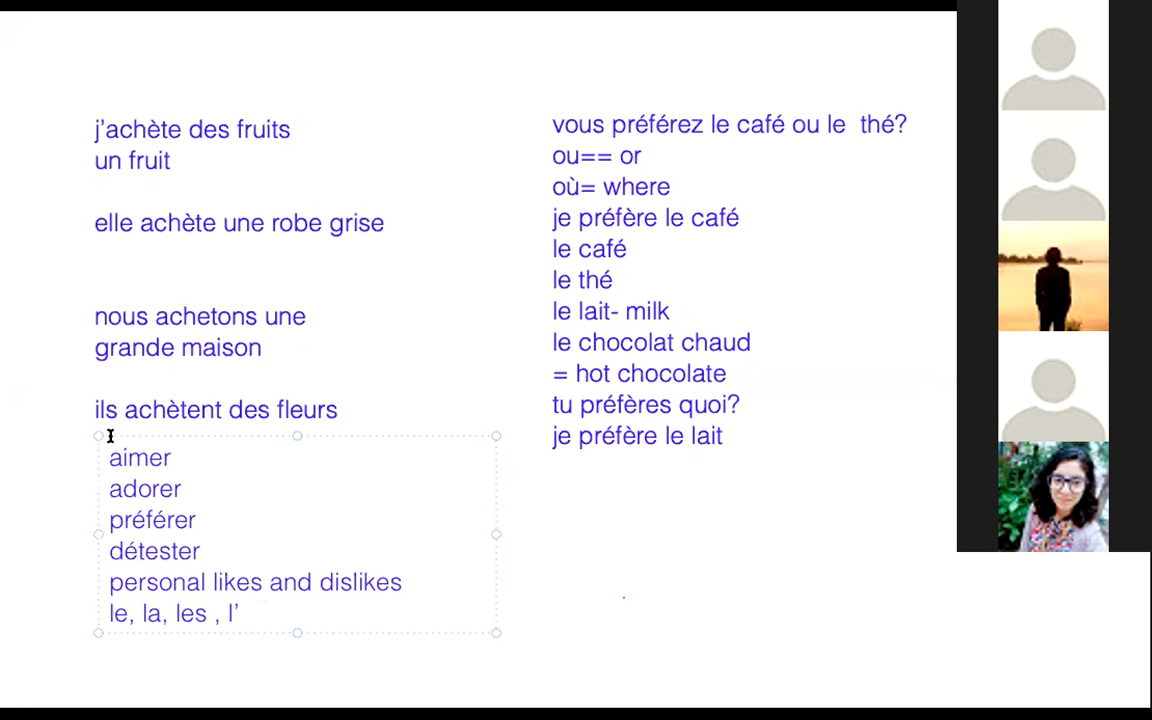 j'achète des fruits
un fruit
elle achète une robe grise
nous achetons une
grande maison
ils achètent des fleurs
aimer
adorer
préférer
détester
personal likes and dislikes
le, la, les , l'
vous préférez le café ou le  thé?
ou== or
où= where
je préfère le café
le café
le thé
le lait- milk
le chocolat chaud
= hot chocolate
tu préfères quoi?
je préfère le lait